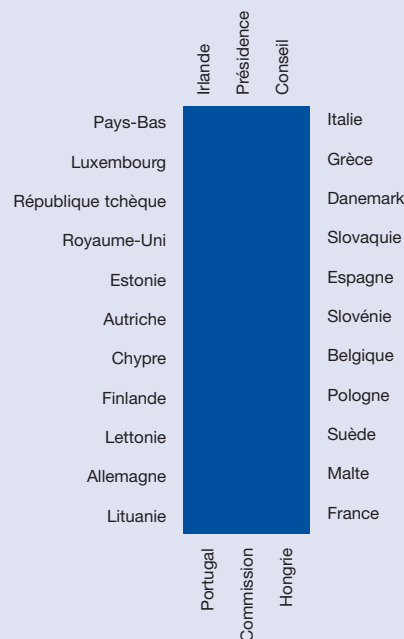 Irlande
Présidence
Conseil
Pays-Bas
Italie
Luxembourg
Grèce
République tchèque
Danemark
Royaume-Uni
Slovaquie
Estonie
Espagne
Autriche
Slovénie
Chypre
Belgique
Finlande
Pologne
Lettonie
Suède
Allemagne
Malte
Lituanie
France
Portugal
Commission
Hongrie